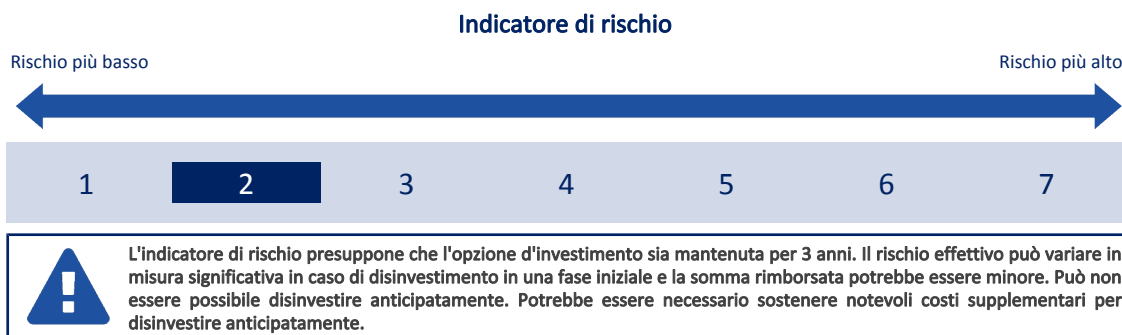 Indicatore di rischio
Rischio più basso
Rischio più alto
1 2 3 4 5 6 7
L'indicatore di rischio presuppone che l'opzione d'investimento sia mantenuta per 3 anni. Il rischio effettivo può variare in
misura significativa in caso di disinvestimento in una fase iniziale e la somma rimborsata potrebbe essere minore. Può non
essere possibile disinvestire anticipatamente. Potrebbe essere necessario sostenere notevoli costi supplementari per
disinvestire anticipatamente.